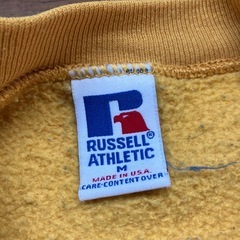 RUSSELL®
ATHLETIC
M
MADE IN U.S.A.
CARE-CONTENT OVER